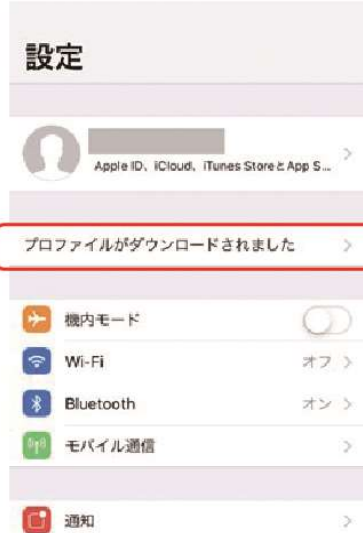 設定
Apple ID、iCloud、iTunes StoreとApp S...
プロファイルがダウンロードされました
機内モード
Wi-Fi
オフ
Bluetooth
オン
モバイル通信
通知